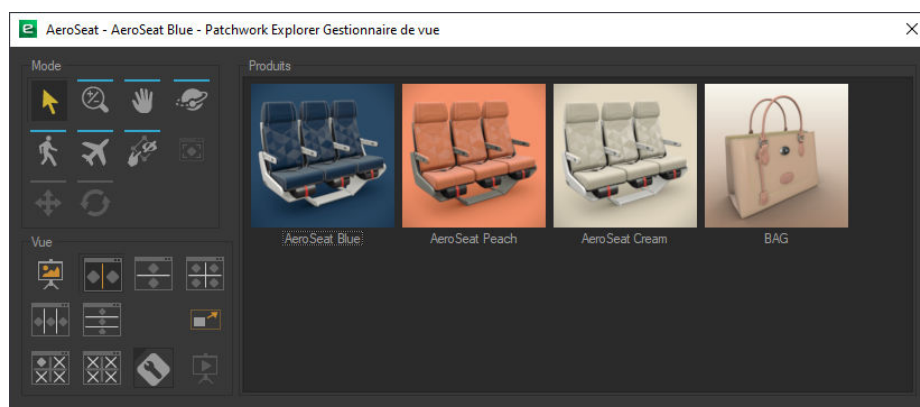 AeroSeat - AeroSeat Blue - Patchwork Explorer Gestionnaire de vue
Mode
Produits
AeroSeat Blue
AeroSeat Peach
AeroSeat Cream
BAG
Vue